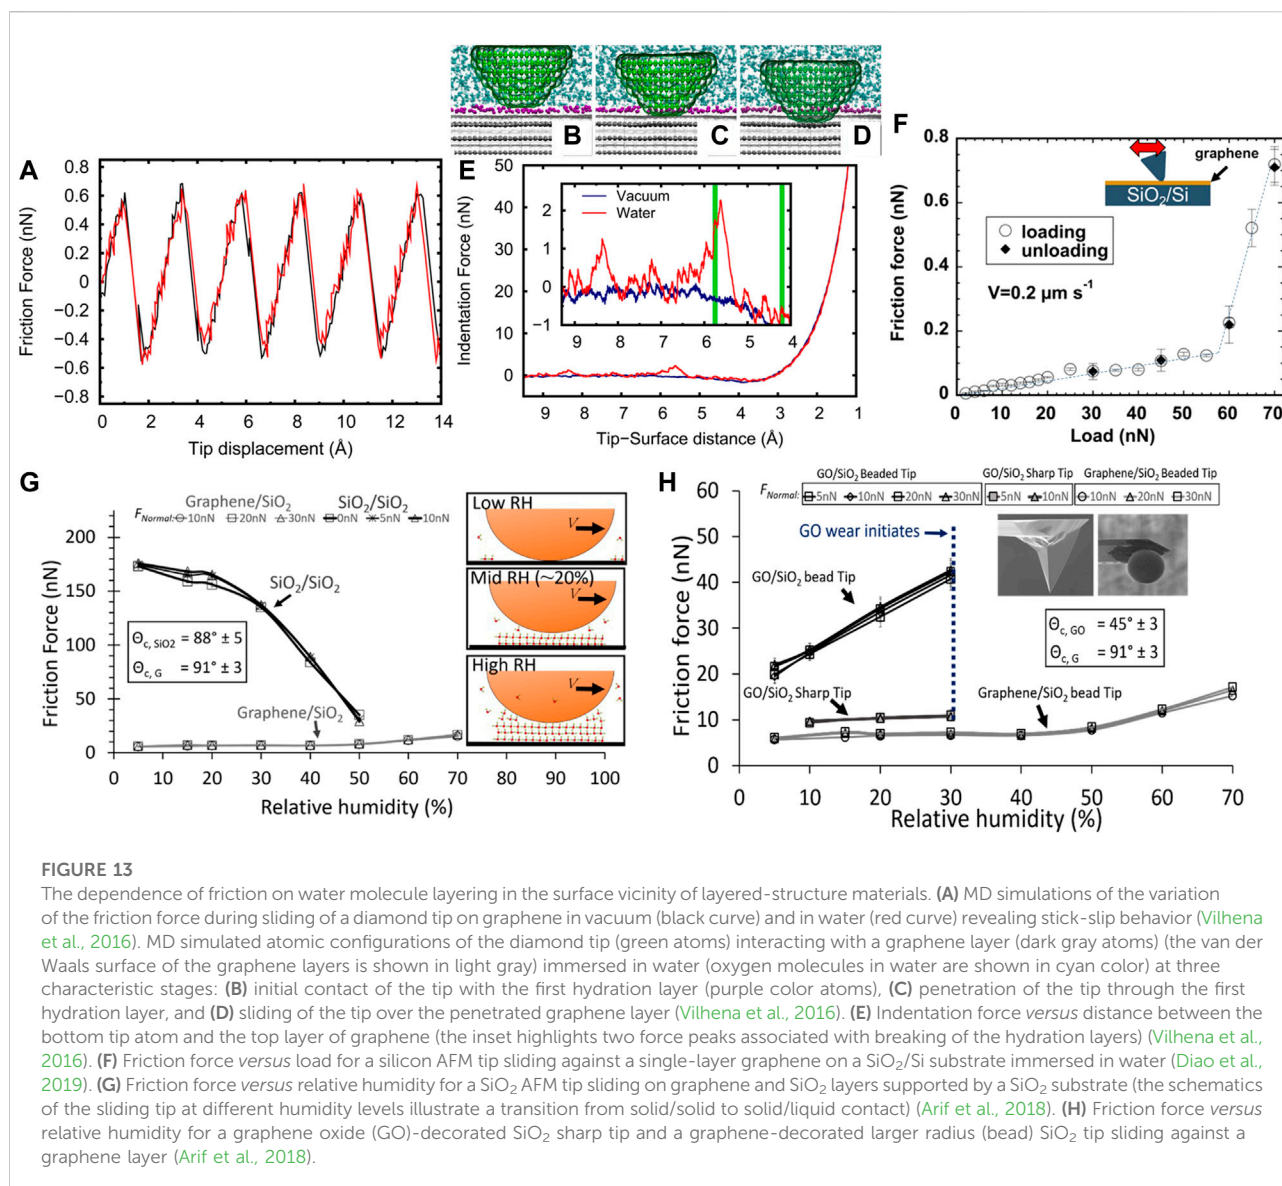 B
C
D
A
Friction Force (nN)
0.8
0.6
0.4
0.2
0
−0.2
−0.4
−0.6
−0.8
0 2 4 6 8 10 12 14
Tip displacement (Å)
E
Indentation Force (nN)
50
40
30
20
10
0
Vacuum
Water
2
1
0
−1
9 8 7 6 5 4
9 8 7 6 5 4 3 2 1
Tip−Surface distance (Å)
F
Friction force (nN)
0.8
0.6
0.4
0.2
0
graphene
SiO₂/Si
loading
unloading
V=0.2 µm s⁻¹
0 10 20 30 40 50 60 70
Load (nN)
G
Graphene/SiO₂ SiO₂/SiO₂
F Normal: 10nN 20nN 30nN 0nN 5nN 10nN
Friction Force (nN)
200
150
100
50
0
SiO₂/SiO₂
Θc, SiO2 = 88° ± 5
Θc, G = 91° ± 3
Graphene/SiO₂
0 10 20 30 40 50 60 70 80 90 100
Relative humidity (%)
Low RH
V
Mid RH (~20%)
V
High RH
V
H
GO/SiO₂ Beaded Tip GO/SiO₂ Sharp Tip Graphene/SiO₂ Beaded Tip
F Normal: 5nN 10nN 20nN 30nN 5nN 10nN 10nN 20nN 30nN
Friction force (nN)
60
50
40
30
20
10
0
GO wear initiates
GO/SiO₂ bead Tip
Θc, GO = 45° ± 3
Θc, G = 91° ± 3
GO/SiO₂ Sharp Tip
Graphene/SiO₂ bead Tip
0 10 20 30 40 50 60 70
Relative humidity (%)
FIGURE 13
The dependence of friction on water molecule layering in the surface vicinity of layered-structure materials. (A) MD simulations of the variation
of the friction force during sliding of a diamond tip on graphene in vacuum (black curve) and in water (red curve) revealing stick-slip behavior (Vilhena
et al., 2016). MD simulated atomic configurations of the diamond tip (green atoms) interacting with a graphene layer (dark gray atoms) (the van der
Waals surface of the graphene layers is shown in light gray) immersed in water (oxygen molecules in water are shown in cyan color) at three
characteristic stages: (B) initial contact of the tip with the first hydration layer (purple color atoms), (C) penetration of the tip through the first
hydration layer, and (D) sliding of the tip over the penetrated graphene layer (Vilhena et al., 2016). (E) Indentation force versus distance between the
bottom tip atom and the top layer of graphene (the inset highlights two force peaks associated with breaking of the hydration layers) (Vilhena et al.,
2016). (F) Friction force versus load for a silicon AFM tip sliding against a single-layer graphene on a SiO₂/Si substrate immersed in water (Diao et al.,
2019). (G) Friction force versus relative humidity for a SiO₂ AFM tip sliding on graphene and SiO₂ layers supported by a SiO₂ substrate (the schematics
of the sliding tip at different humidity levels illustrate a transition from solid/solid to solid/liquid contact) (Arif et al., 2018). (H) Friction force versus
relative humidity for a graphene oxide (GO)-decorated SiO₂ sharp tip and a graphene-decorated larger radius (bead) SiO₂ tip sliding against a
graphene layer (Arif et al., 2018).